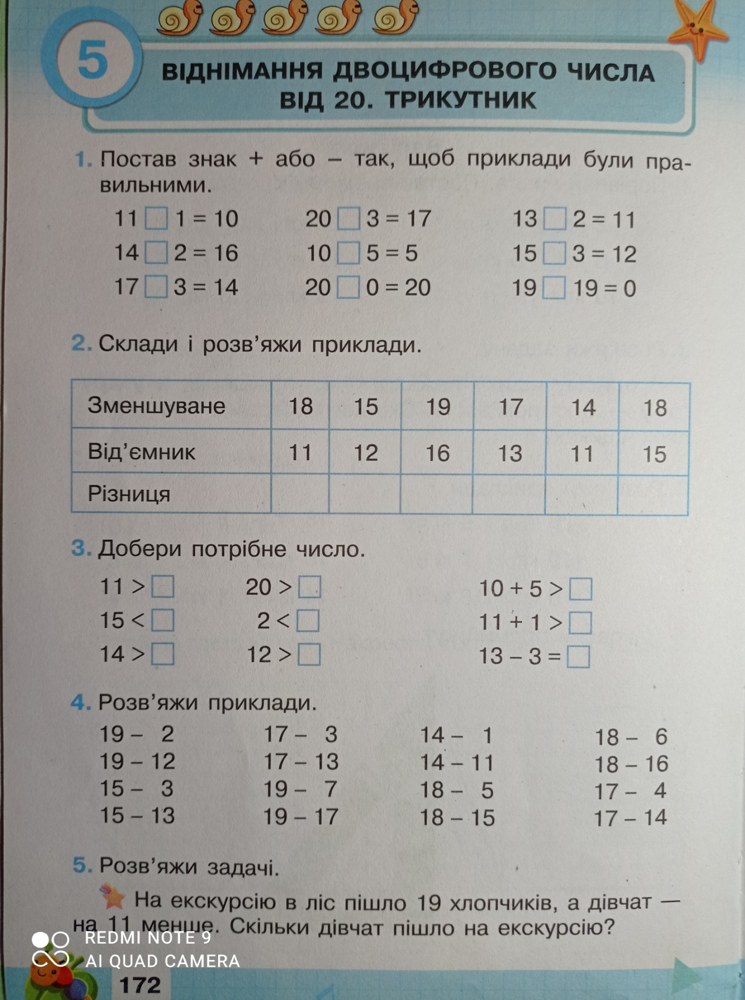 5
ВІДНІМАННЯ ДВОЦИФРОВОГО ЧИСЛА
ВІД 20. ТРИКУТНИК
1. Постав знак + або – так, щоб приклади були пра-
вильними.
11 □ 1 = 10 20 □ 3 = 17 13 □ 2 = 11
14 □ 2 = 16 10 □ 5 = 5 15 □ 3 = 12
17 □ 3 = 14 20 □ 0 = 20 19 □ 19 = 0
2. Склади і розв’яжи приклади.
Зменшуване 18 15 19 17 14 18
Від’ємник 11 12 16 13 11 15
Різниця
3. Добери потрібне число.
11 > □ 20 > □ 10 + 5 > □
15 < □ 2 < □ 11 + 1 > □
14 > □ 12 > □ 13 – 3 = □
4. Розв’яжи приклади.
19 – 2 17 – 3 14 – 1 18 – 6
19 – 12 17 – 13 14 – 11 18 – 16
15 – 3 19 – 7 18 – 5 17 – 4
15 – 13 19 – 17 18 – 15 17 – 14
5. Розв’яжи задачі.
На екскурсію в ліс пішло 19 хлопчиків, а дівчат —
на 11 менше. Скільки дівчат пішло на екскурсію?
REDMI NOTE 9
AI QUAD CAMERA
172